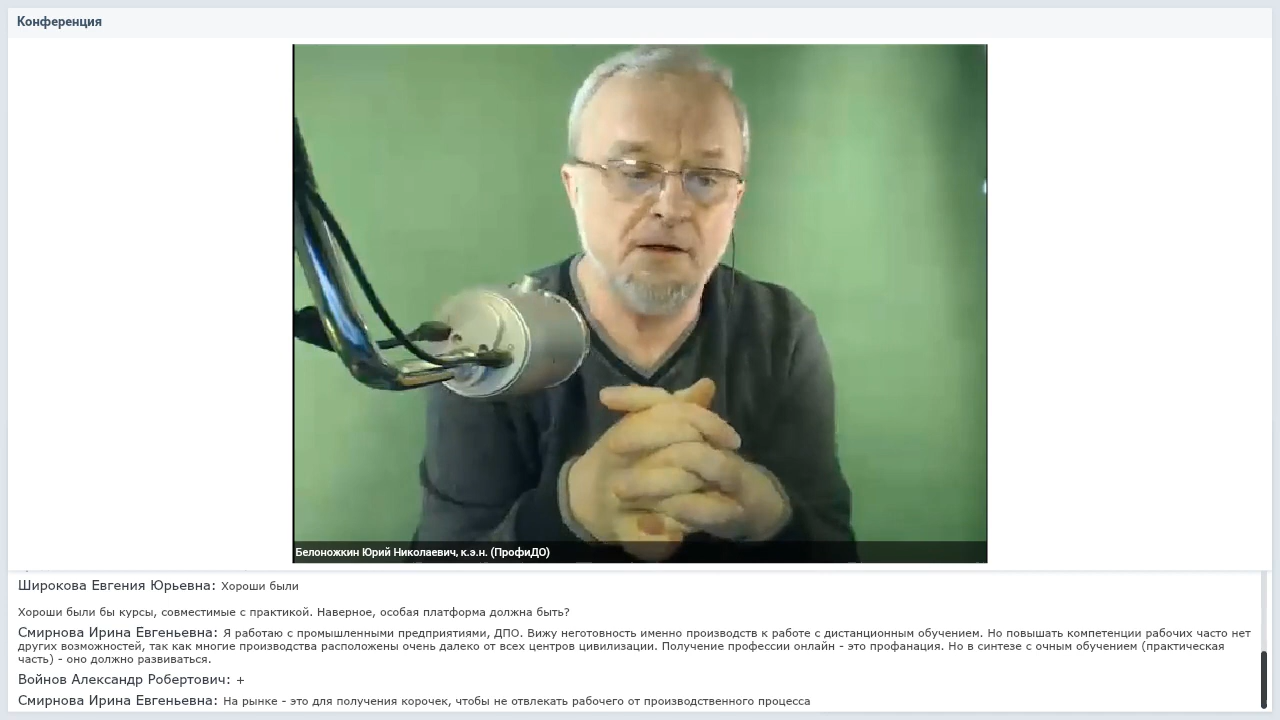 Конференция
Белоножкин Юрий Николаевич, к.э.н. (ПрофиДО)
Широкова Евгения Юрьевна: Хороши были
Хороши были бы курсы, совместимые с практикой. Наверное, особая платформа должна быть?
Смирнова Ирина Евгеньевна: Я работаю с промышленными предприятиями, ДПО. Вижу неготовность именно производств к работе с дистанционным обучением. Но повышать компетенции рабочих часто нет
других возможностей, так как многие производства расположены очень далеко от всех центров цивилизации. Получение профессии онлайн - это профанация. Но в синтезе с очным обучением (практическая
часть) - оно должно развиваться.
Войнов Александр Робертович: +
Смирнова Ирина Евгеньевна: На рынке - это для получения корочек, чтобы не отвлекать рабочего от производственного процесса